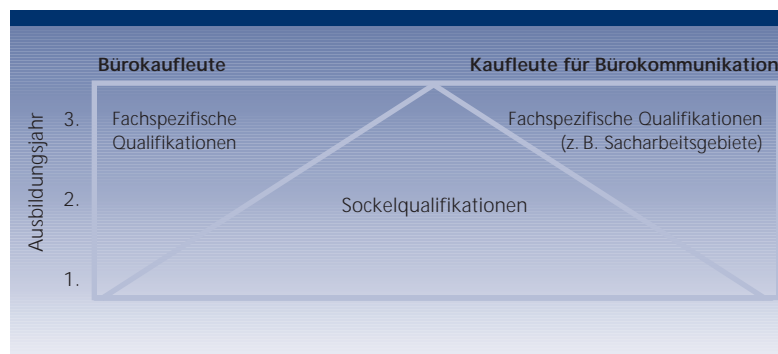 Bürokaufleute
Kaufleute für Bürokommunikation
Ausbildungsjahr
3.
Fachspezifische
Qualifikationen
Fachspezifische Qualifikationen
(z. B. Sacharbeitsgebiete)
2.
Sockelqualifikationen
1.